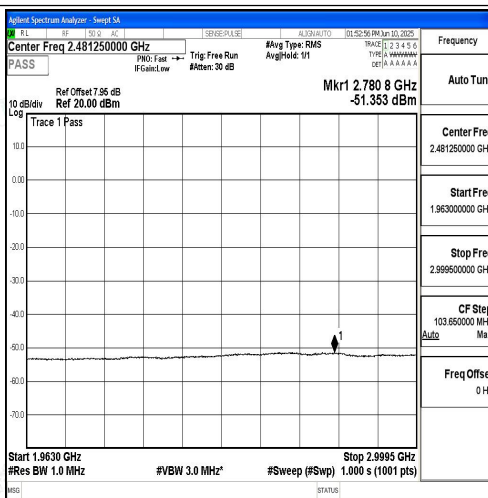 Agilent Spectrum Analyzer - Swept SA
RL RF 50 Ω AC SENSE:PULSE ALIGN AUTO 01:52:56 PM Jun 10, 2025
Center Freq 2.481250000 GHz
PASS
PNO: Fast
IFGain:Low
Trig: Free Run
#Atten: 30 dB
#Avg Type: RMS
Avg|Hold: 1/1
TRACE 1 2 3 4 5 6
TYPE A WWWWW
DET A A A A A A
Ref Offset 7.95 dB
10 dB/div Ref 20.00 dBm
Log
Mkr1 2.780 8 GHz
-51.353 dBm
Trace 1 Pass
10.0
0.00
-10.0
-20.0
-30.0
-40.0
-50.0
-60.0
-70.0
1
Start 1.9630 GHz Stop 2.9995 GHz
#Res BW 1.0 MHz #VBW 3.0 MHz* #Sweep (#Swp) 1.000 s (1001 pts)
MSG STATUS
Frequency
Auto Tun
Center Fre
2.481250000 GH
Start Fre
1.963000000 GH
Stop Fre
2.999500000 GH
CF Ste
103.650000 MH
Auto Ma
Freq Offse
0 H